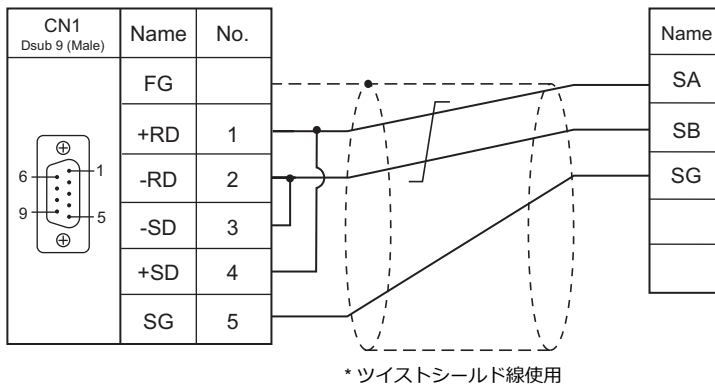 CN1
Dsub 9 (Male)
Name
No.
FG
+RD
1
-RD
2
-SD
3
+SD
4
SG
5
6
1
9
5
Name
SA
SB
SG
* ツイストシールド線使用